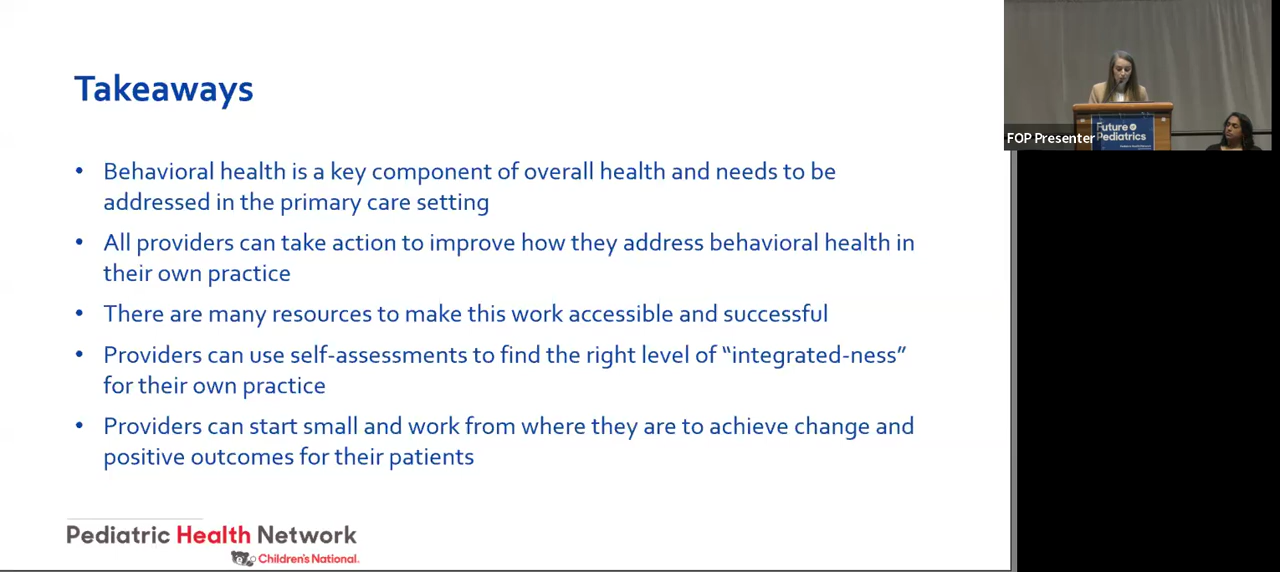 Takeaways
• Behavioral health is a key component of overall health and needs to be
addressed in the primary care setting
• All providers can take action to improve how they address behavioral health in
their own practice
• There are many resources to make this work accessible and successful
• Providers can use self-assessments to find the right level of “integrated-ness”
for their own practice
• Providers can start small and work from where they are to achieve change and
positive outcomes for their patients
Pediatric Health Network
Children's National.
FOP Presenter
Future of
Pediatrics